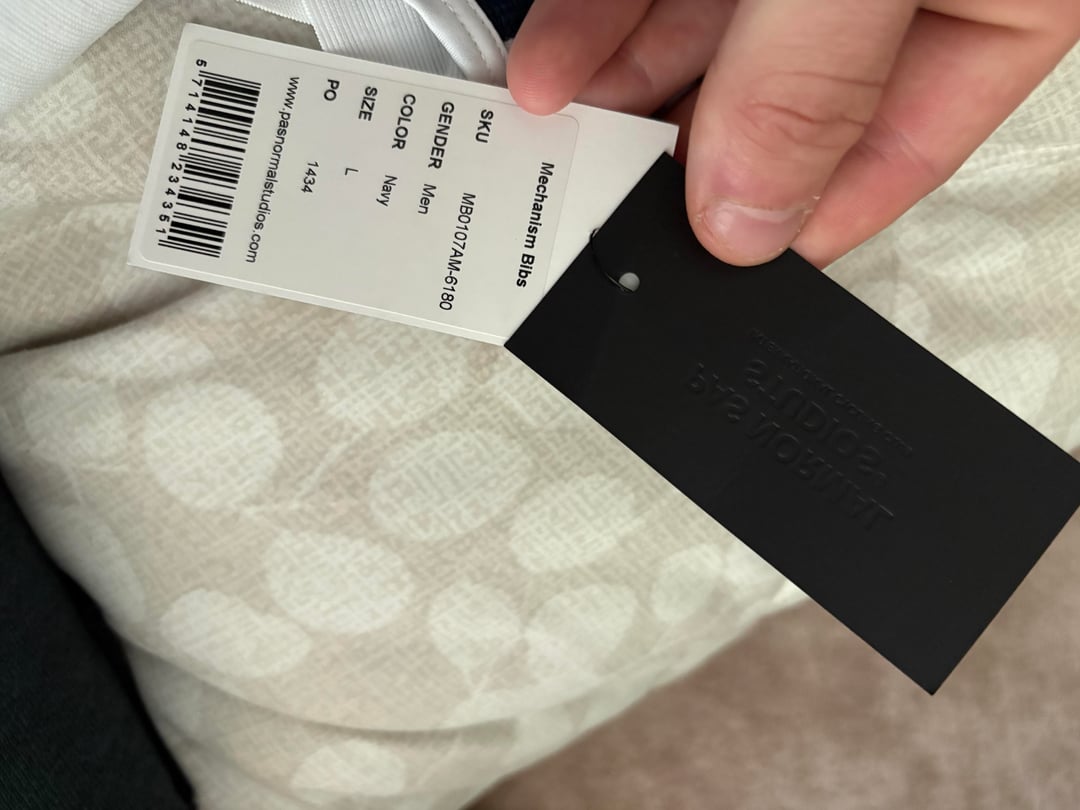 Mechanism Bibs
SKU MB0107AM-6180
GENDER Men
COLOR Navy
SIZE L
PO 1434
www.pasnormalstudios.com
5 714148 234351
PAS NORMAL
STUDIOS